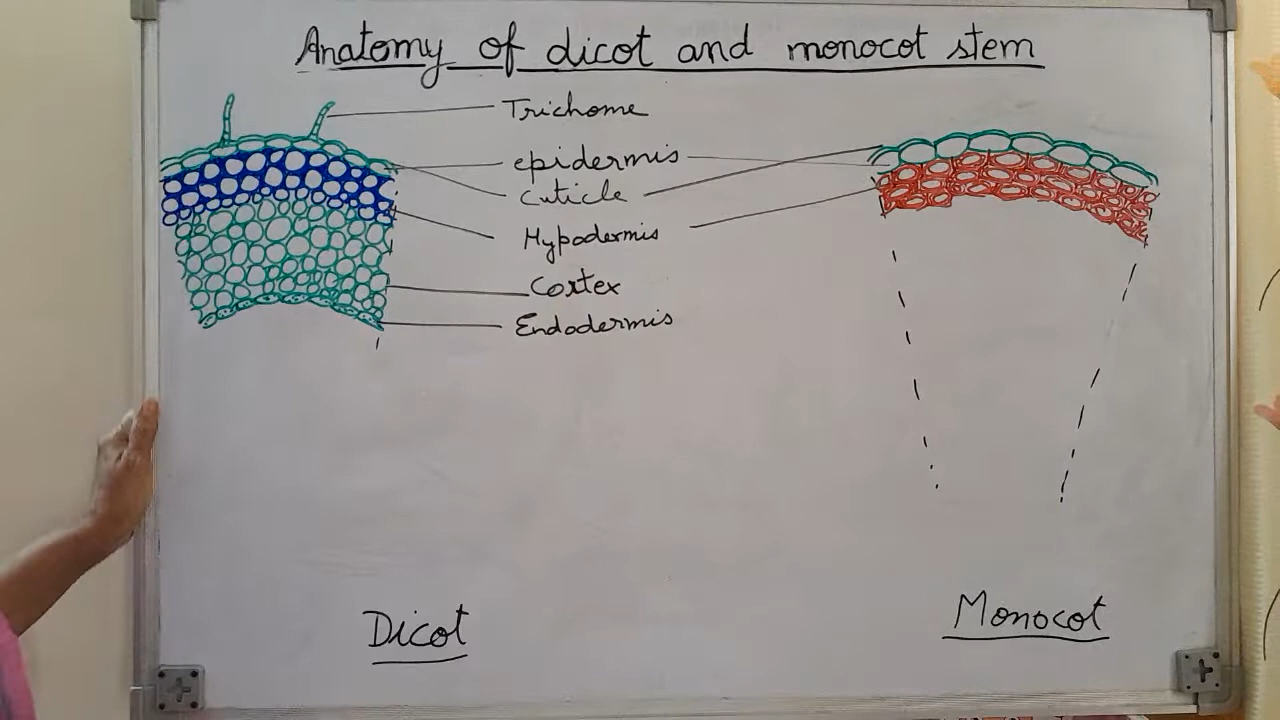 Anatomy of dicot and monocot stem
Trichome
epidermis
Cuticle
Hypodermis
Cortex
Endodermis
Dicot
Monocot